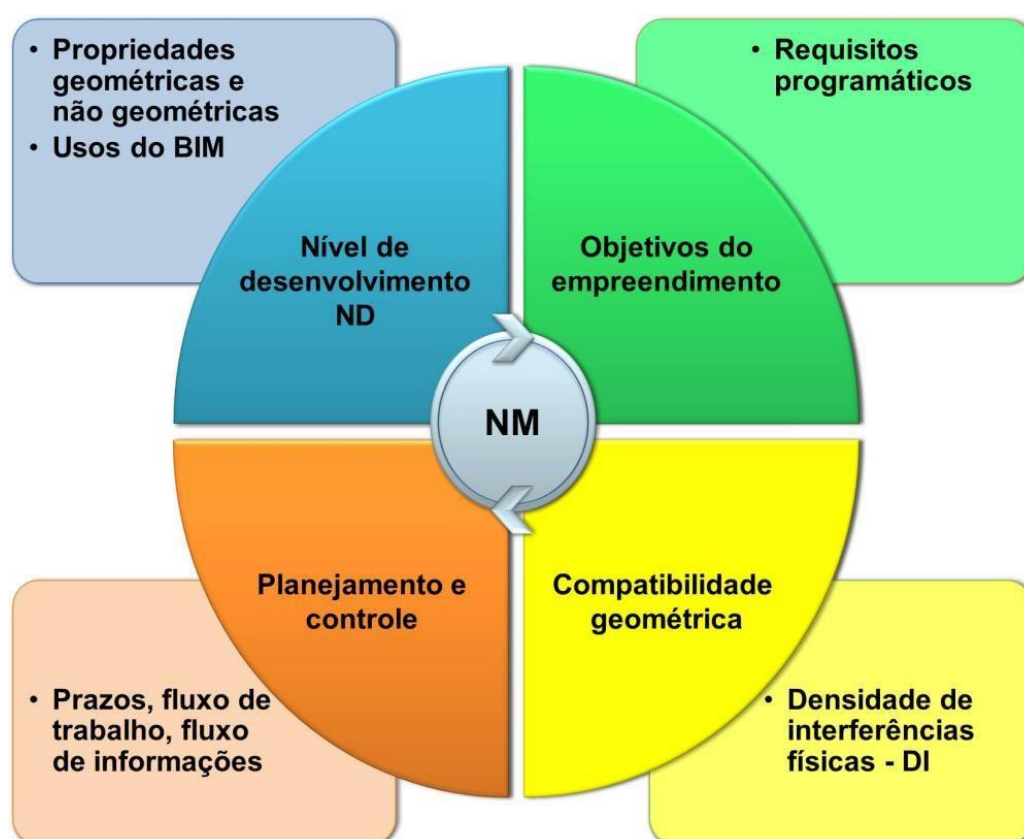 • Propriedades
geométricas e
não geométricas
• Usos do BIM
• Requisitos
programáticos
Nível de
desenvolvimento
ND
Objetivos do
empreendimento
NM
Planejamento e
controle
Compatibilidade
geométrica
• Prazos, fluxo de
trabalho, fluxo
de informações
• Densidade de
interferências
físicas - DI